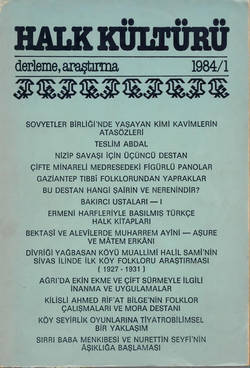 HALK KÜLTÜRÜ
derleme, araştırma 1984/1
SOVYETLER BİRLİĞİ'NDE YAŞAYAN KİMİ KAVİMLERİN
ATASÖZLERİ
TESLİM ABDAL
NİZİP SAVAŞI İÇİN ÜÇÜNCÜ DESTAN
ÇİFTE MINARELİ MEDRESEDEKİ FİGÜRLÜ PANOLAR
GAZİANTEP TIBBÎ FOLKLORUNDAN YAPRAKLAR
BU DESTAN HANGİ ŞAİRİN VE NERENİNDİR?
BAKIRCI USTALARI — I
ERMENİ HARFLERİYLE BASILMIŞ TÜRKÇE
HALK KİTAPLARI
BEKTAŞİ VE ALEVİLERDE MUHARREM AYİNİ — AŞURE
VE MÂTEM ERKÂNI
DİVRİĞİ YAĞBASAN KÖYÜ MUALLİMİ HALİL SAMİ'NİN
SİVAS İLİNDE İLK KÖY FOLKLORU ARAŞTIRMASI
( 1927 - 1931 )
AĞRI'DA EKİN EKME VE ÇİFT SÜRMEYLE İLGİLİ
İNANMA VE UYGULAMALAR
KİLİSLİ AHMED RİF'AT BİLGE'NİN FOLKLOR
ÇALIŞMALARI VE MORA DESTANI
KÖY SEYİRLİK OYUNLARINA TİYATROBİLİMSEL
BİR YAKLAŞIM
SIRRI BABA MENKIBESİ VE NURETTİN SEYFİ'NİN
ÂŞIKLIĞA BAŞLAMASI